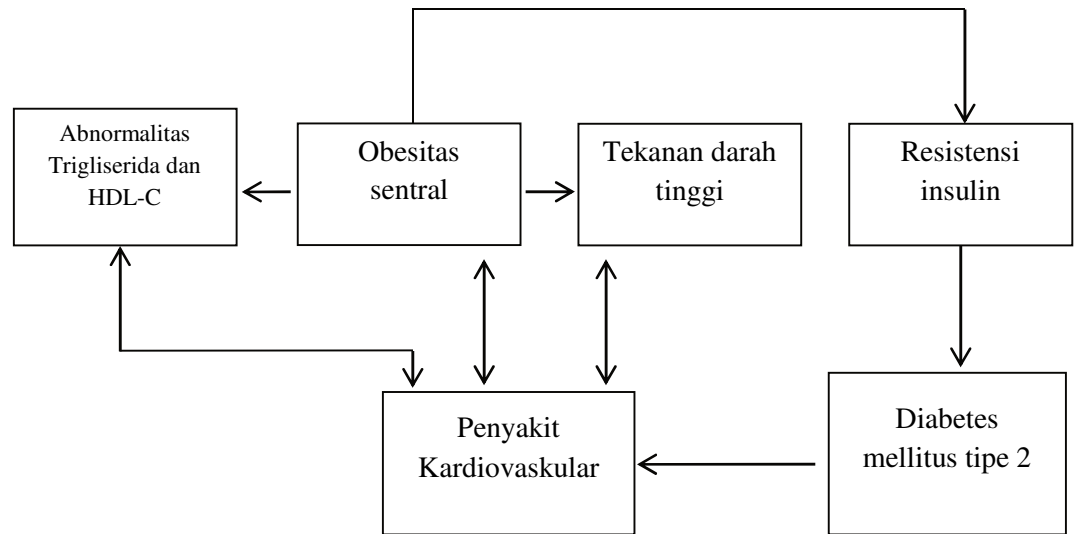 Abnormalitas
Trigliserida dan
HDL-C
Obesitas
sentral
Tekanan darah
tinggi
Resistensi
insulin
Penyakit
Kardiovaskular
Diabetes
mellitus tipe 2